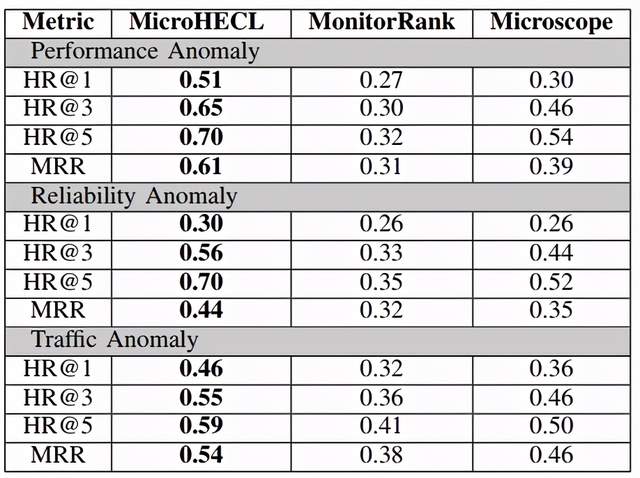 Metric MicroHECL MonitorRank Microscope
Performance Anomaly
HR@1 0.51 0.27 0.30
HR@3 0.65 0.30 0.46
HR@5 0.70 0.32 0.54
MRR 0.61 0.31 0.39
Reliability Anomaly
HR@1 0.30 0.26 0.26
HR@3 0.56 0.33 0.44
HR@5 0.70 0.35 0.52
MRR 0.44 0.32 0.35
Traffic Anomaly
HR@1 0.46 0.32 0.36
HR@3 0.55 0.36 0.46
HR@5 0.59 0.41 0.50
MRR 0.54 0.38 0.46